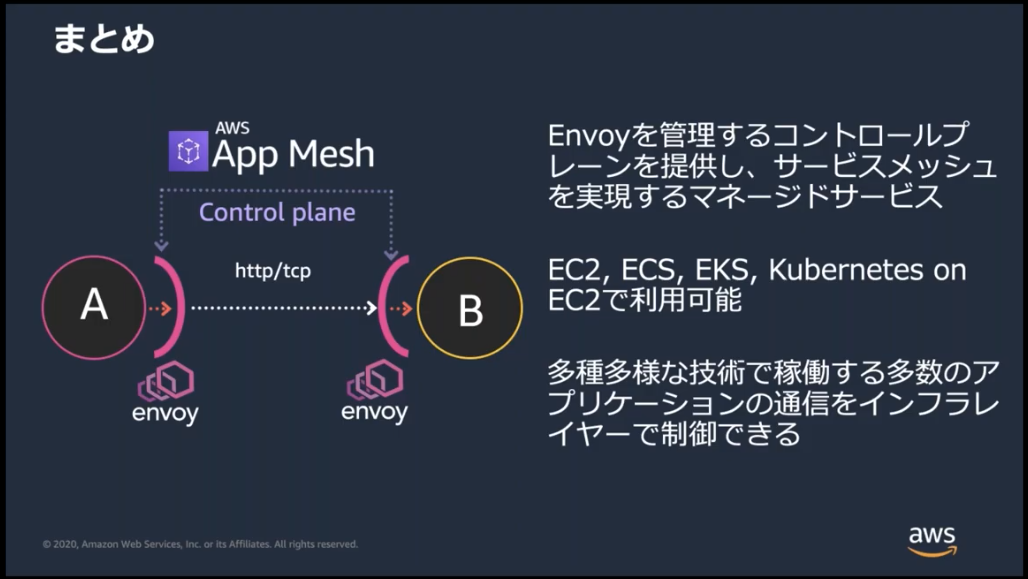 まとめ
AWS
App Mesh
Control plane
http/tcp
A
B
envoy
envoy
Envoyを管理するコントロールプ
レーンを提供し、サービスメッシュ
を実現するマネージドサービス
EC2, ECS, EKS, Kubernetes on
EC2で利用可能
多種多様な技術で稼働する多数のア
プリケーションの通信をインフラレ
イヤーで制御できる
© 2020, Amazon Web Services, Inc. or its Affiliates. All rights reserved.
aws